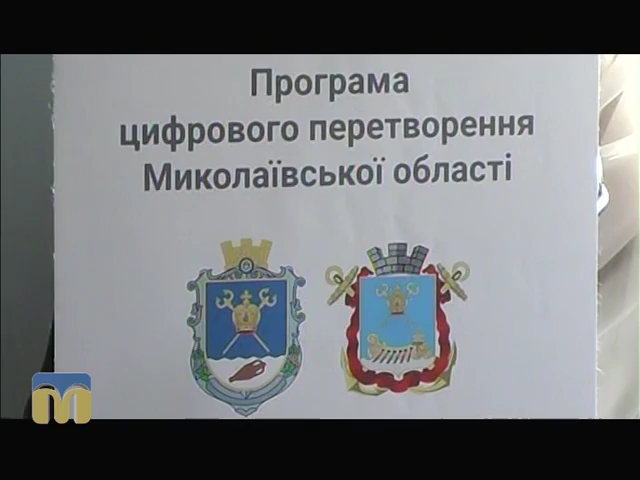 Програма
цифрового перетворення
Миколаївської області
М